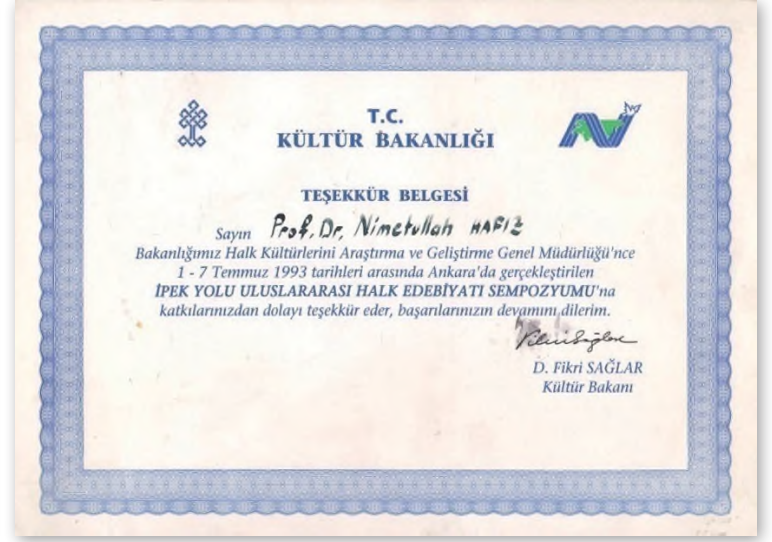 T.C.
KÜLTÜR BAKANLIĞI
TEŞEKKÜR BELGESİ
Sayın Prof. Dr. Nimetullah HAFIZ
Bakanlığımız Halk Kültürlerini Araştırma ve Geliştirme Genel Müdürlüğü'nce
1 - 7 Temmuz 1993 tarihleri arasında Ankara'da gerçekleştirilen
İPEK YOLU ULUSLARARASI HALK EDEBİYATI SEMPOZYUMU'na
katkılarınızdan dolayı teşekkür eder, başarılarınızın devamını dilerim.
D. Fikri SAĞLAR
Kültür Bakanı